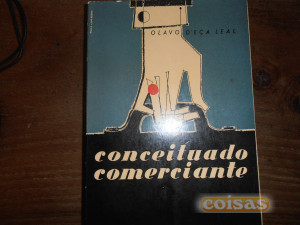 OLAVO D'EÇA LEAL
conceituado
comerciante
coisas